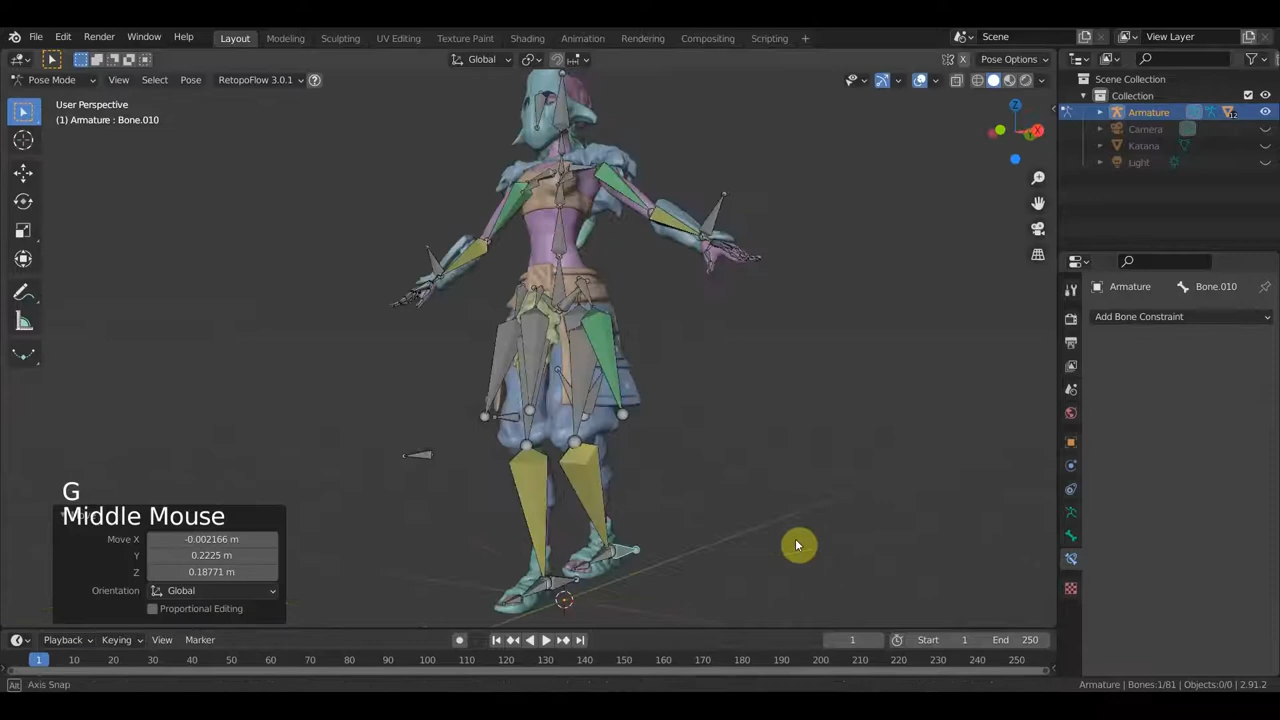 File Edit Render Window Help Layout Modeling Sculpting UV Editing Texture Paint Shading Animation Rendering Compositing Scripting + Scene View Layer
Global Pose Options
Pose Mode View Select Pose RetopoFlow 3.0.1
Scene Collection
Collection
Armature 12
Camera
Katana
Light
User Perspective
(1) Armature : Bone.010
Z
X
Y
Armature Bone.010
Add Bone Constraint
G
Middle Mouse
Move X -0.002166 m
Y 0.2225 m
Z 0.18771 m
Orientation Global
Proportional Editing
Playback Keying View Marker 1 Start 1 End 250
1 10 20 30 40 50 60 70 80 90 100 110 120 130 140 150 160 170 180 190 200 210 220 230 240 250
Alt Axis Snap Armature | Bones:1/81 | Objects:0/0 | 2.91.2